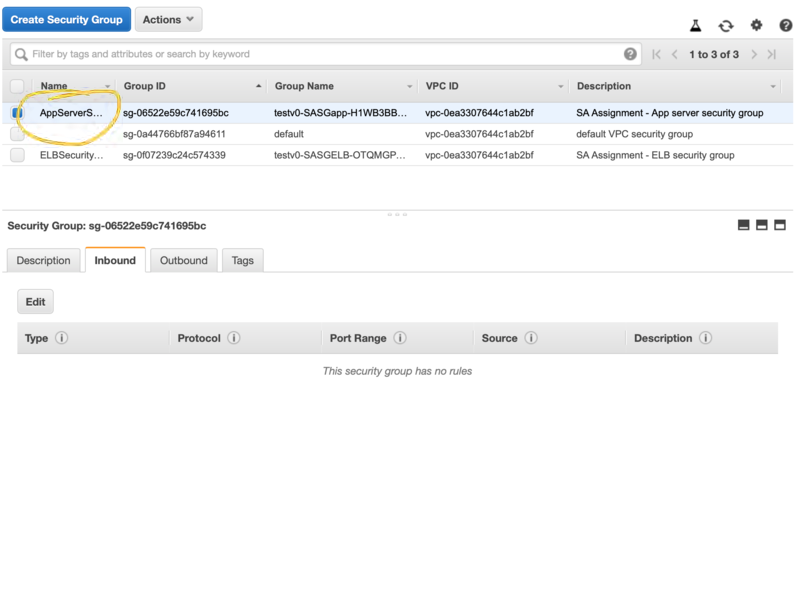 Create Security Group Actions
Filter by tags and attributes or search by keyword 1 to 3 of 3
Name Group ID Group Name VPC ID Description
AppServerS... sg-06522e59c741695bc testv0-SASGapp-H1WB3BB... vpc-0ea3307644c1ab2bf SA Assignment - App server security group
sg-0a44766bf87a94611 default vpc-0ea3307644c1ab2bf default VPC security group
ELBSecurity... sg-0f07239c24c574339 testv0-SASGELB-OTQMGP... vpc-0ea3307644c1ab2bf SA Assignment - ELB security group
Security Group: sg-06522e59c741695bc
Description Inbound Outbound Tags
Edit
Type Protocol Port Range Source Description
This security group has no rules